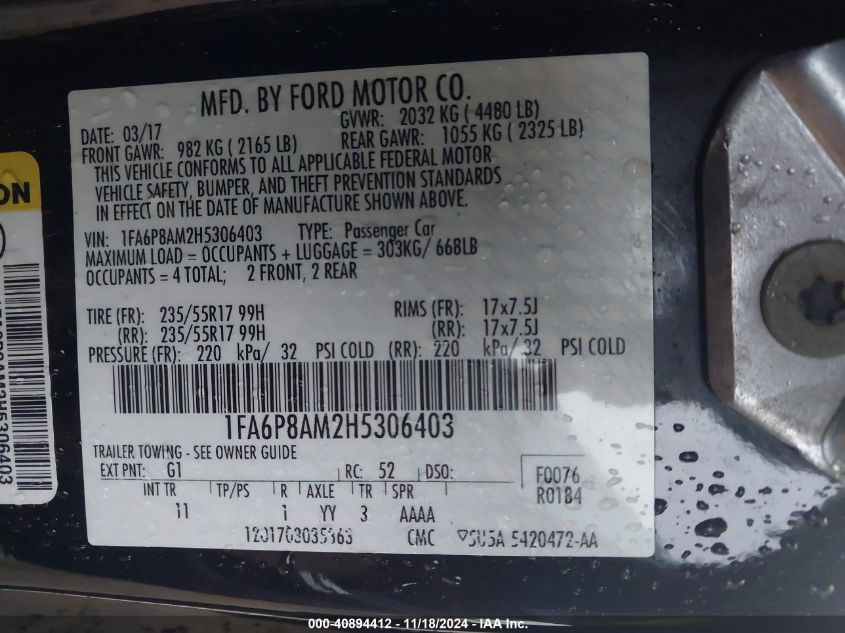 MFD. BY FORD MOTOR CO.
DATE: 03/17 GVWR: 2032 KG ( 4480 LB)
FRONT GAWR: 982 KG ( 2165 LB) REAR GAWR: 1055 KG ( 2325 LB)
THIS VEHICLE CONFORMS TO ALL APPLICABLE FEDERAL MOTOR
VEHICLE SAFETY, BUMPER, AND THEFT PREVENTION STANDARDS
IN EFFECT ON THE DATE OF MANUFACTURE SHOWN ABOVE.
VIN: 1FA6P8AM2H5306403 TYPE: Passenger Car
MAXIMUM LOAD = OCCUPANTS + LUGGAGE = 303KG/ 668LB
OCCUPANTS = 4 TOTAL; 2 FRONT, 2 REAR
TIRE (FR): 235/55R17 99H RIMS (FR): 17x7.5J
(RR): 235/55R17 99H (RR): 17x7.5J
PRESSURE (FR): 220 kPa/ 32 PSI COLD (RR): 220 kPa/ 32 PSI COLD
1FA6P8AM2H5306403
TRAILER TOWING - SEE OWNER GUIDE
EXT PNT: G1 RC: 52 DSO: F0076
R0184
INT TR TP/PS R AXLE TR SPR
i1 i YY 3 AAAA
CMC 5420472-AA
000-40894412 - 11/18/2024 - IAA Inc.